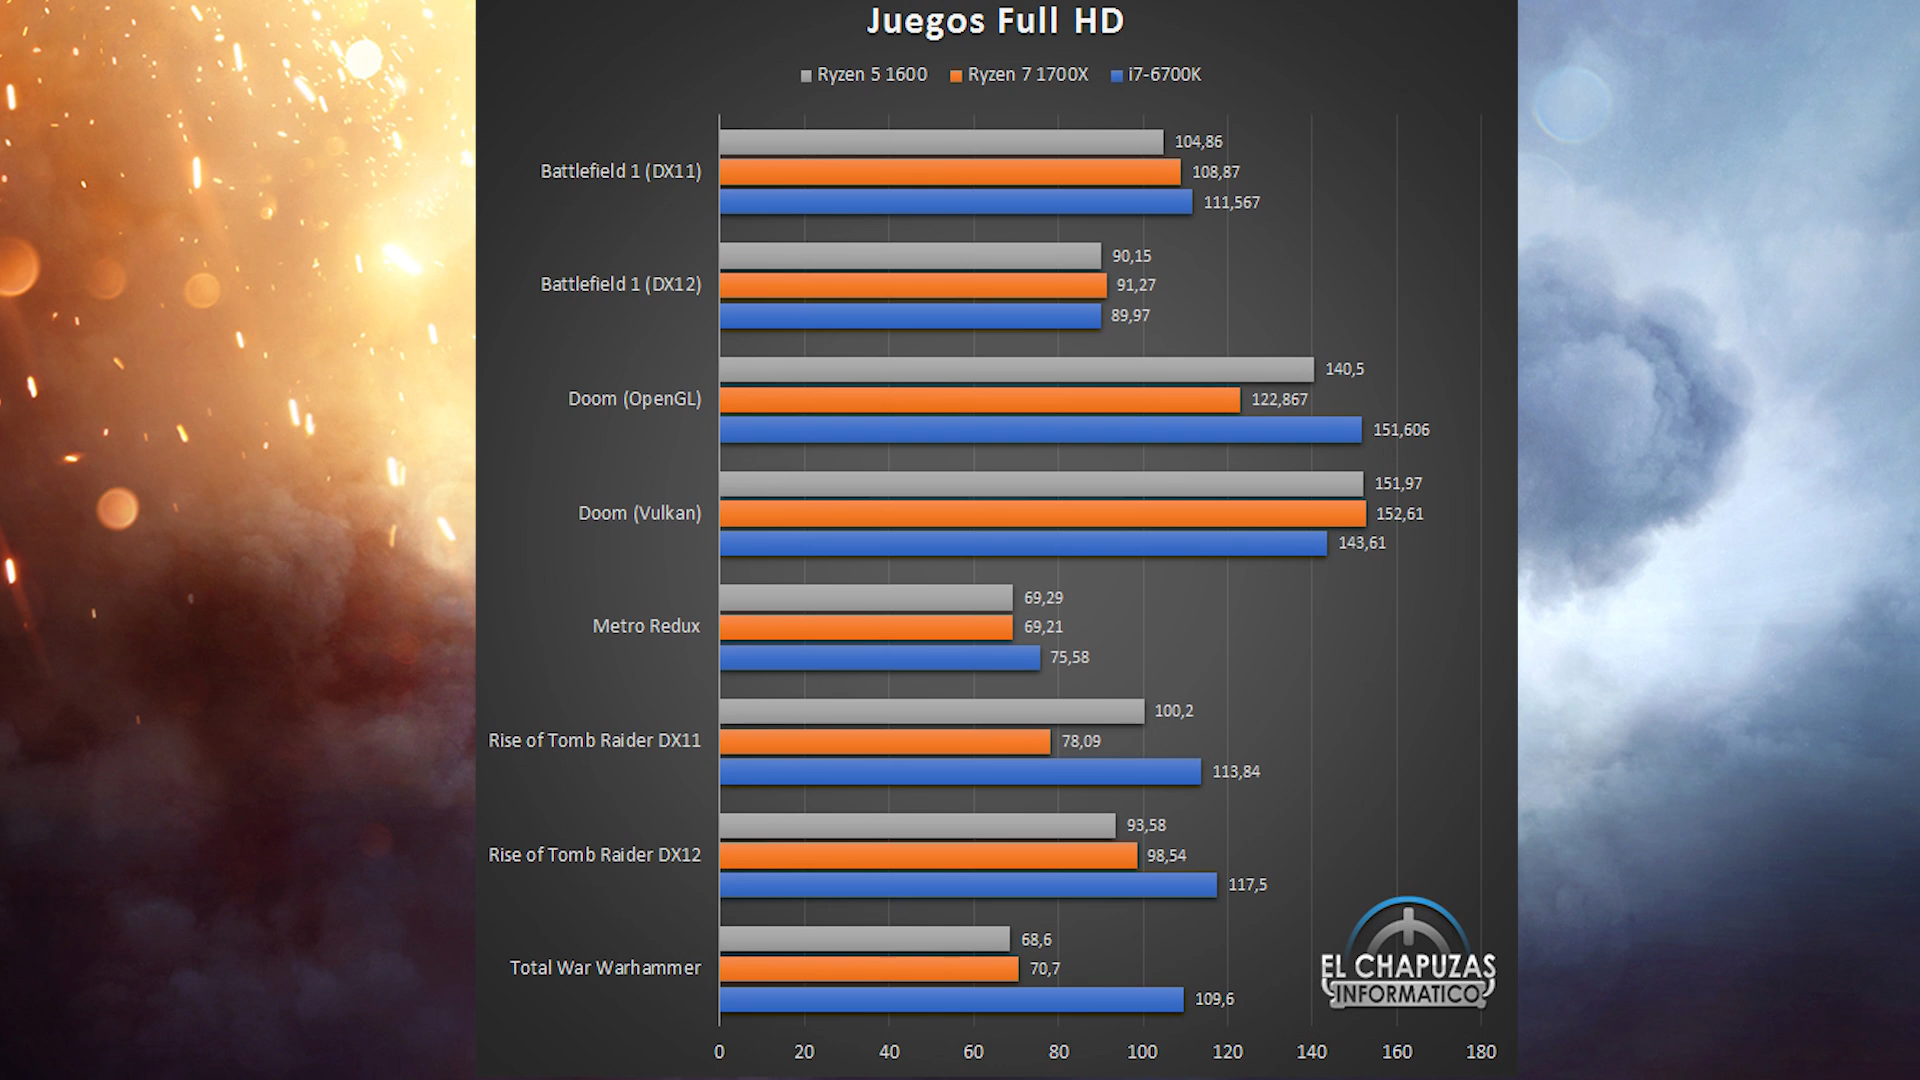 Juegos Full HD
Ryzen 5 1600 Ryzen 7 1700X i7-6700K
Battlefield 1 (DX11)
104,86
108,87
111,567
Battlefield 1 (DX12)
90,15
91,27
89,97
Doom (OpenGL)
140,5
122,867
151,606
Doom (Vulkan)
151,97
152,61
143,61
Metro Redux
69,29
69,21
75,58
Rise of Tomb Raider DX11
100,2
78,09
113,84
Rise of Tomb Raider DX12
93,58
98,54
117,5
Total War Warhammer
68,6
70,7
109,6
EL CHAPUZAS
INFORMATICO
0 20 40 60 80 100 120 140 160 180